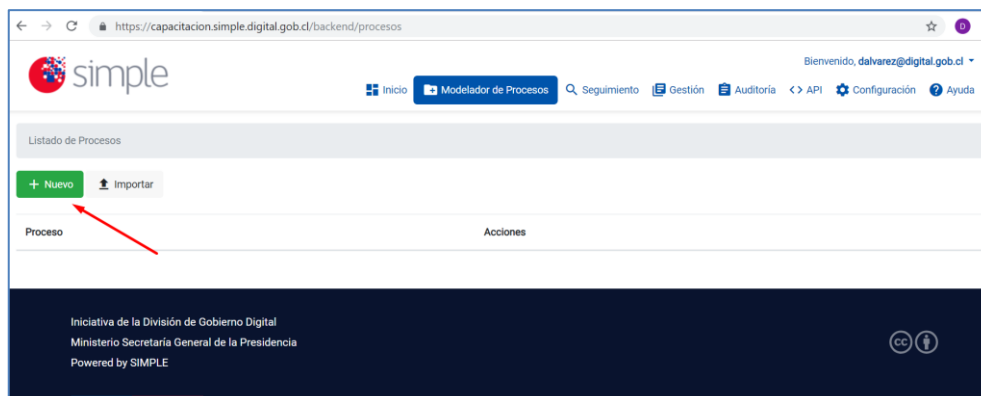 https://capacitacion.simple.digital.gob.cl/backend/procesos
D
simple
Bienvenido, dalvarez@digital.gob.cl
Inicio Modelador de Procesos Seguimiento Gestión Auditoría <> API Configuración ? Ayuda
Listado de Procesos
+ Nuevo Importar
Proceso Acciones
Iniciativa de la División de Gobierno Digital
Ministerio Secretaría General de la Presidencia
Powered by SIMPLE
cc